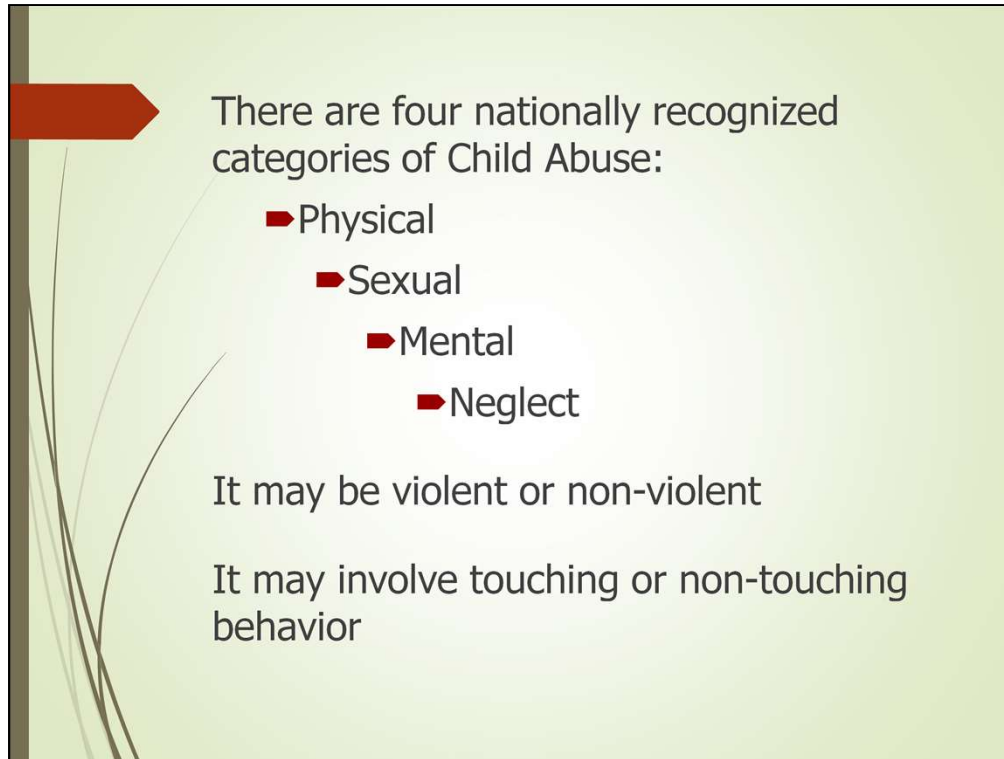 There are four nationally recognized
categories of Child Abuse:
Physical
Sexual
Mental
Neglect
It may be violent or non-violent
It may involve touching or non-touching
behavior